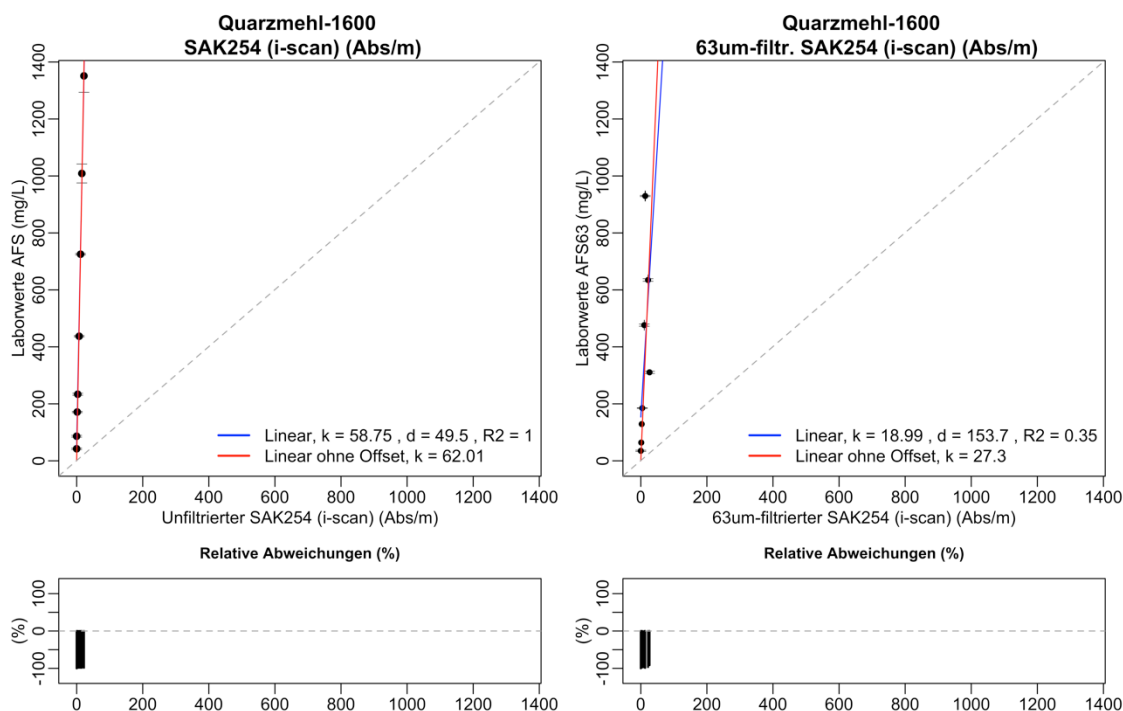 Quarzmehl-1600
SAK254 (i-scan) (Abs/m)
Laborwerte AFS (mg/L)
1400
1200
1000
800
600
400
200
0
Linear, k = 58.75 , d = 49.5 , R2 = 1
Linear ohne Offset, k = 62.01
0 200 400 600 800 1000 1200 1400
Unfiltrierter SAK254 (i-scan) (Abs/m)
Relative Abweichungen (%)
(%)
100
0
-100
0 200 400 600 800 1000 1200 1400
Quarzmehl-1600
63um-filtr. SAK254 (i-scan) (Abs/m)
Laborwerte AFS63 (mg/L)
1400
1200
1000
800
600
400
200
0
Linear, k = 18.99 , d = 153.7 , R2 = 0.35
Linear ohne Offset, k = 27.3
0 200 400 600 800 1000 1200 1400
63um-filtrierter SAK254 (i-scan) (Abs/m)
Relative Abweichungen (%)
(%)
100
0
-100
0 200 400 600 800 1000 1200 1400